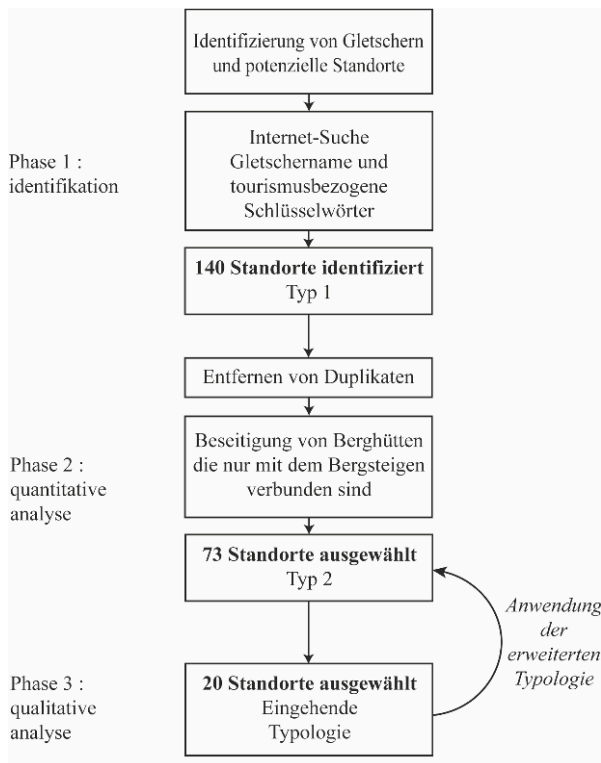 Identifizierung von Gletschern
und potenzielle Standorte
Phase 1 :
identifikation
Internet-Suche
Gletschername und
tourismusbezogene
Schlüselwörter
140 Standorte identifiziert
Typ 1
Entfernen von Duplikaten
Phase 2 :
quantitative
analyse
Beseitigung von Berghütten
die nur mit dem Bergsteigen
verbunden sind
73 Standorte ausgewählt
Typ 2
Anwendung
der
erweiterten
Typologie
Phase 3 :
qualitative
analyse
20 Standorte ausgewählt
Eingehende
Typologie